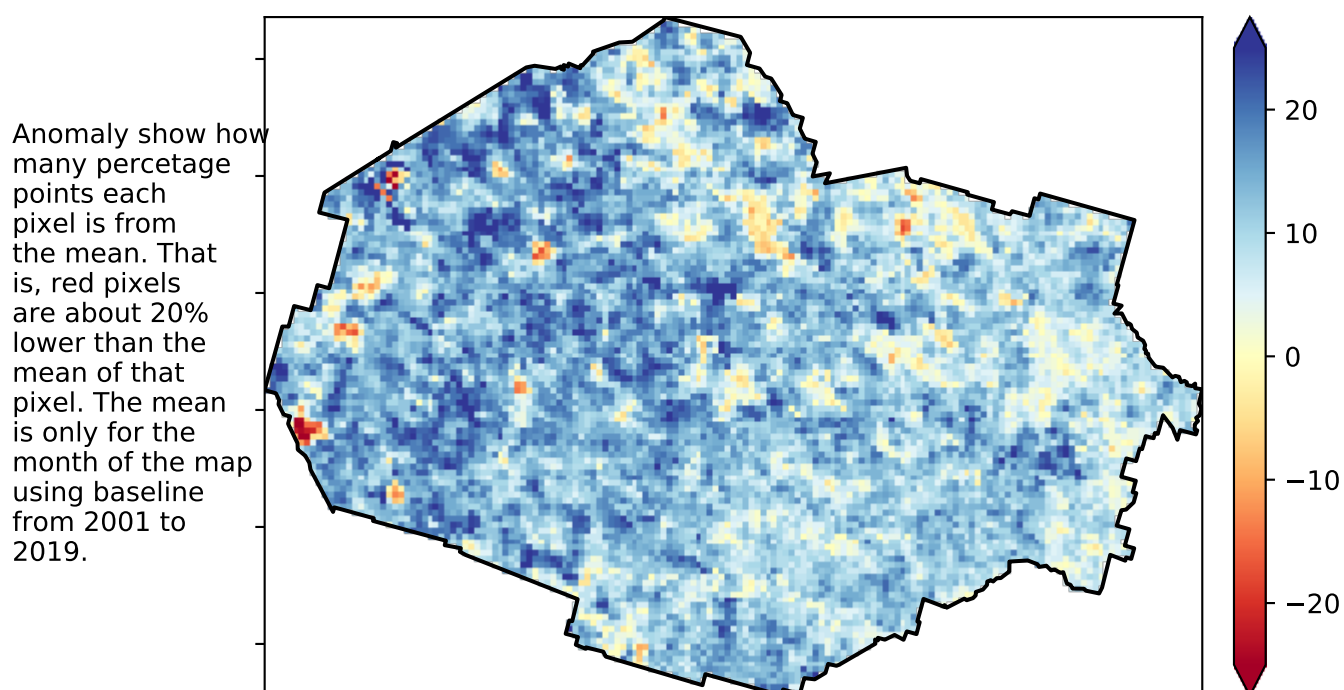 Anomaly show how
many percetage
points each
pixel is from
the mean. That
is, red pixels
are about 20%
lower than the
mean of that
pixel. The mean
is only for the
month of the map
using baseline
from 2001 to
2019.
20
10
0
−10
−20